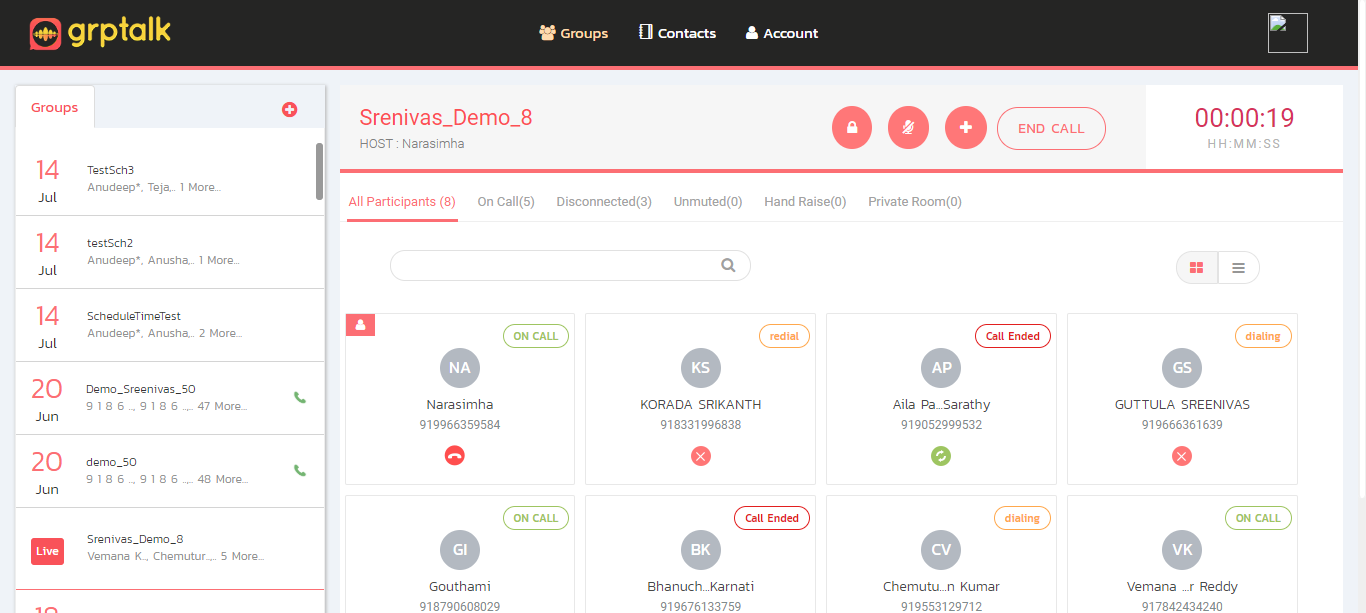 grptalk
Groups
Contacts
Account
Groups
14
Jul
TestSch3
Anudeep*, Teja,.. 1 More...
14
Jul
testSch2
Anudeep*, Anusha,.. 1 More...
14
Jul
ScheduleTimeTest
Anudeep*, Anusha,.. 2 More...
20
Jun
Demo_Sreenivas_50
9 1 8 6 .., 9 1 8 6 ..,.. 47 More...
20
Jun
demo_50
9 1 8 6 .., 9 1 8 6 ..,.. 48 More...
Live
Srenivas_Demo_8
Vemana K.., Chemutur..,.. 5 More...
Srenivas_Demo_8
HOST : Narasimha
END CALL
00:00:19
HH:MM:SS
All Participants (8)
On Call(5)
Disconnected(3)
Unmuted(0)
Hand Raise(0)
Private Room(0)
ON CALL
NA
Narasimha
919966359584
redial
KS
KORADA SRIKANTH
918331996838
Call Ended
AP
Aila Pa...Sarathy
919052999532
dialing
GS
GUTTULA SREENIVAS
919666361639
ON CALL
GI
Gouthami
918790608029
Call Ended
BK
Bhanuch...Karnati
919676133759
dialing
CV
Chemutu...n Kumar
919553129712
ON CALL
VK
Vemana ...r Reddy
917842434240